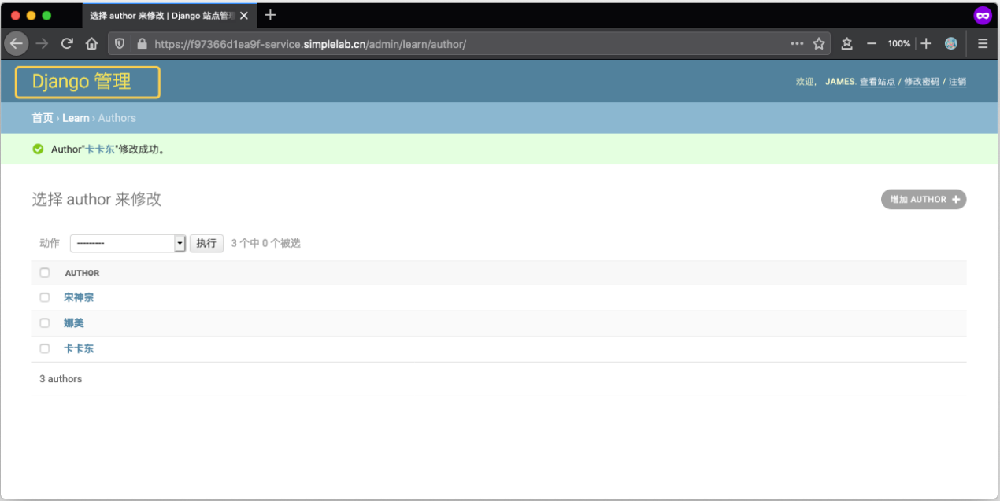 选择 author 来修改 | Django 站点管理
https://f97366d1ea9f-service.simplelab.cn/admin/learn/author/
100%
Django 管理
欢迎， JAMES. 查看站点 / 修改密码 / 注销
首页 › Learn › Authors
Author"卡卡东"修改成功。
选择 author 来修改
增加 AUTHOR
动作 --------- 执行 3 个中 0 个被选
AUTHOR
宋神宗
娜美
卡卡东
3 authors